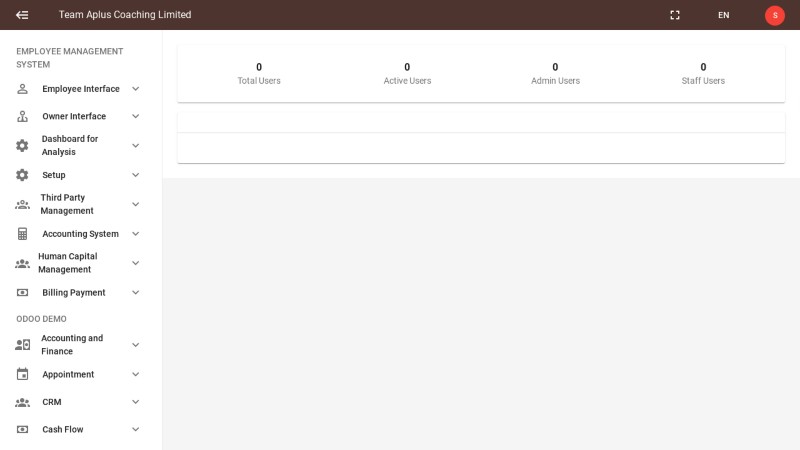 Team Aplus Coaching Limited
EN
S
EMPLOYEE MANAGEMENT
SYSTEM
Employee Interface
Owner Interface
Dashboard for
Analysis
Setup
Third Party
Management
Accounting System
Human Capital
Management
Billing Payment
ODOO DEMO
Accounting and
Finance
Appointment
CRM
Cash Flow
0
Total Users
0
Active Users
0
Admin Users
0
Staff Users